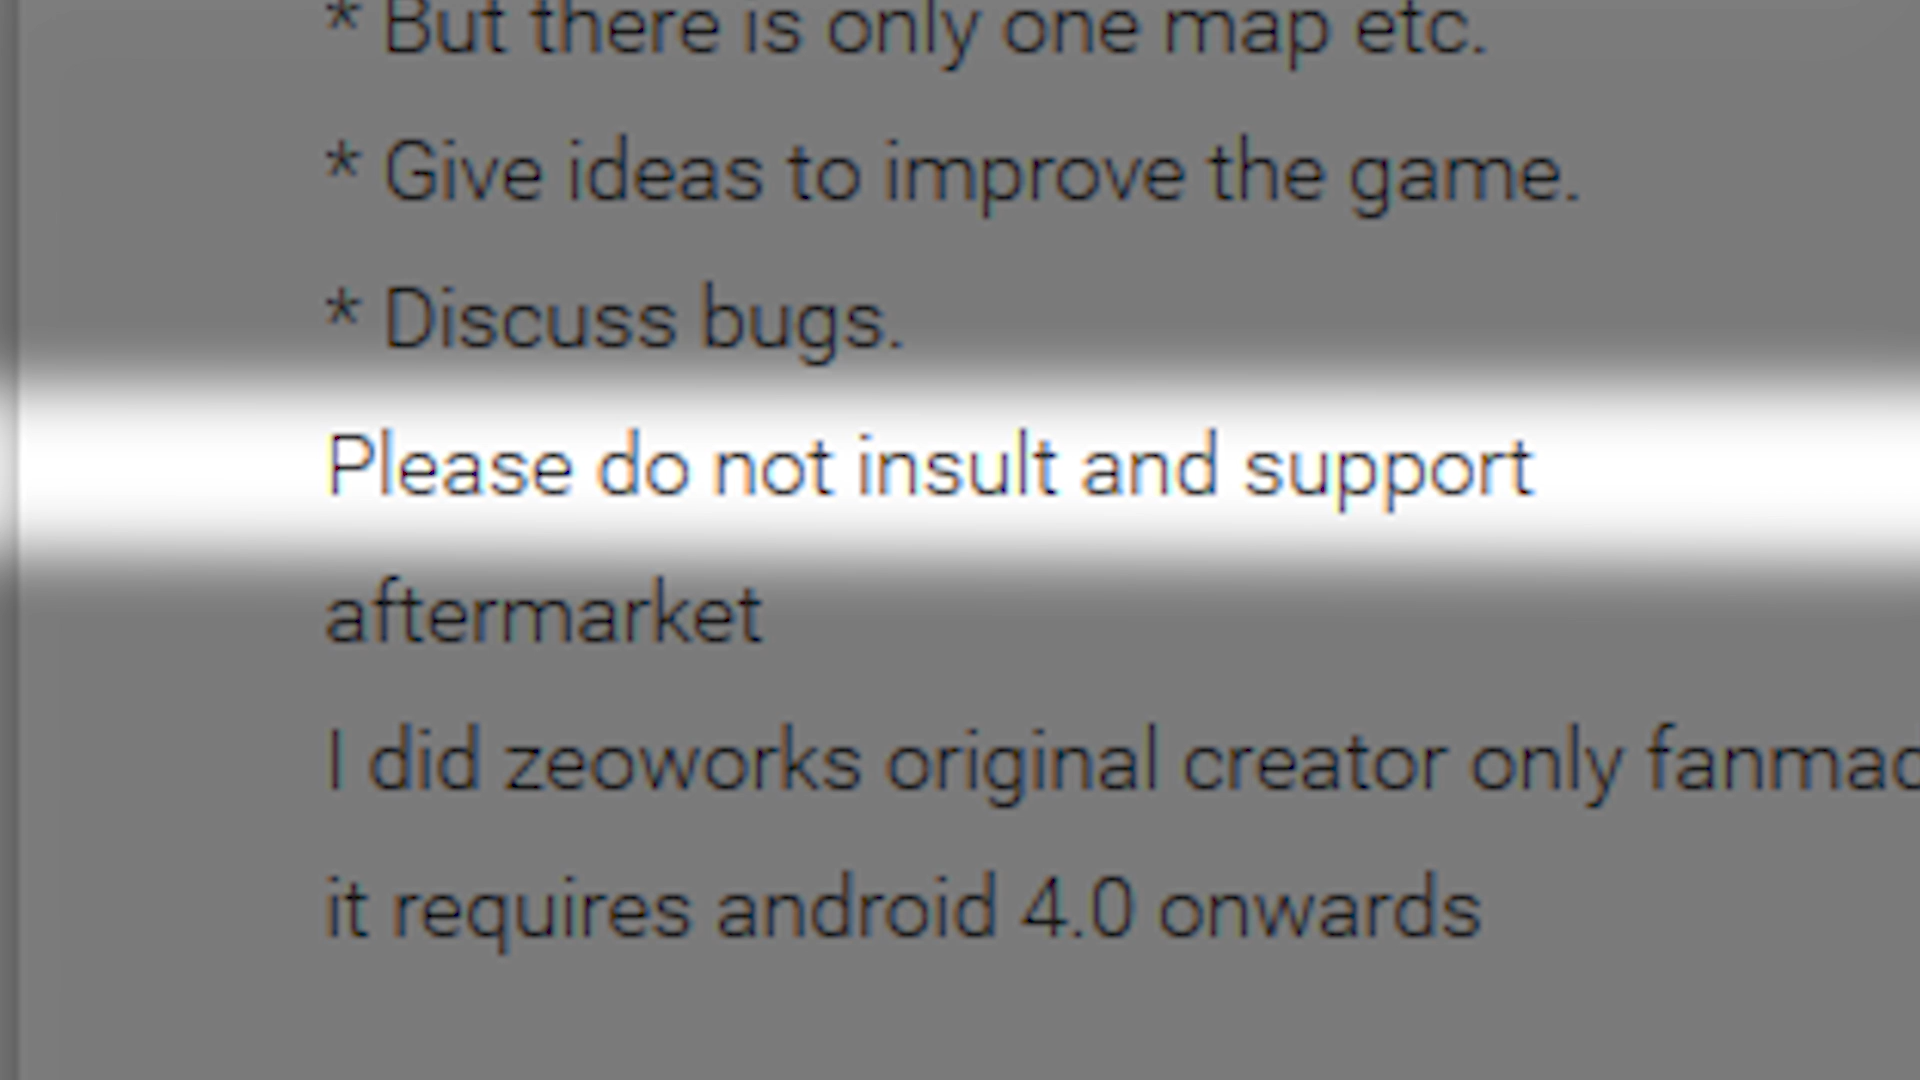 * But there is only one map etc.
* Give ideas to improve the game.
* Discuss bugs.
Please do not insult and support
aftermarket
I did zeoworks original creator only fanmad
it requires android 4.0 onwards